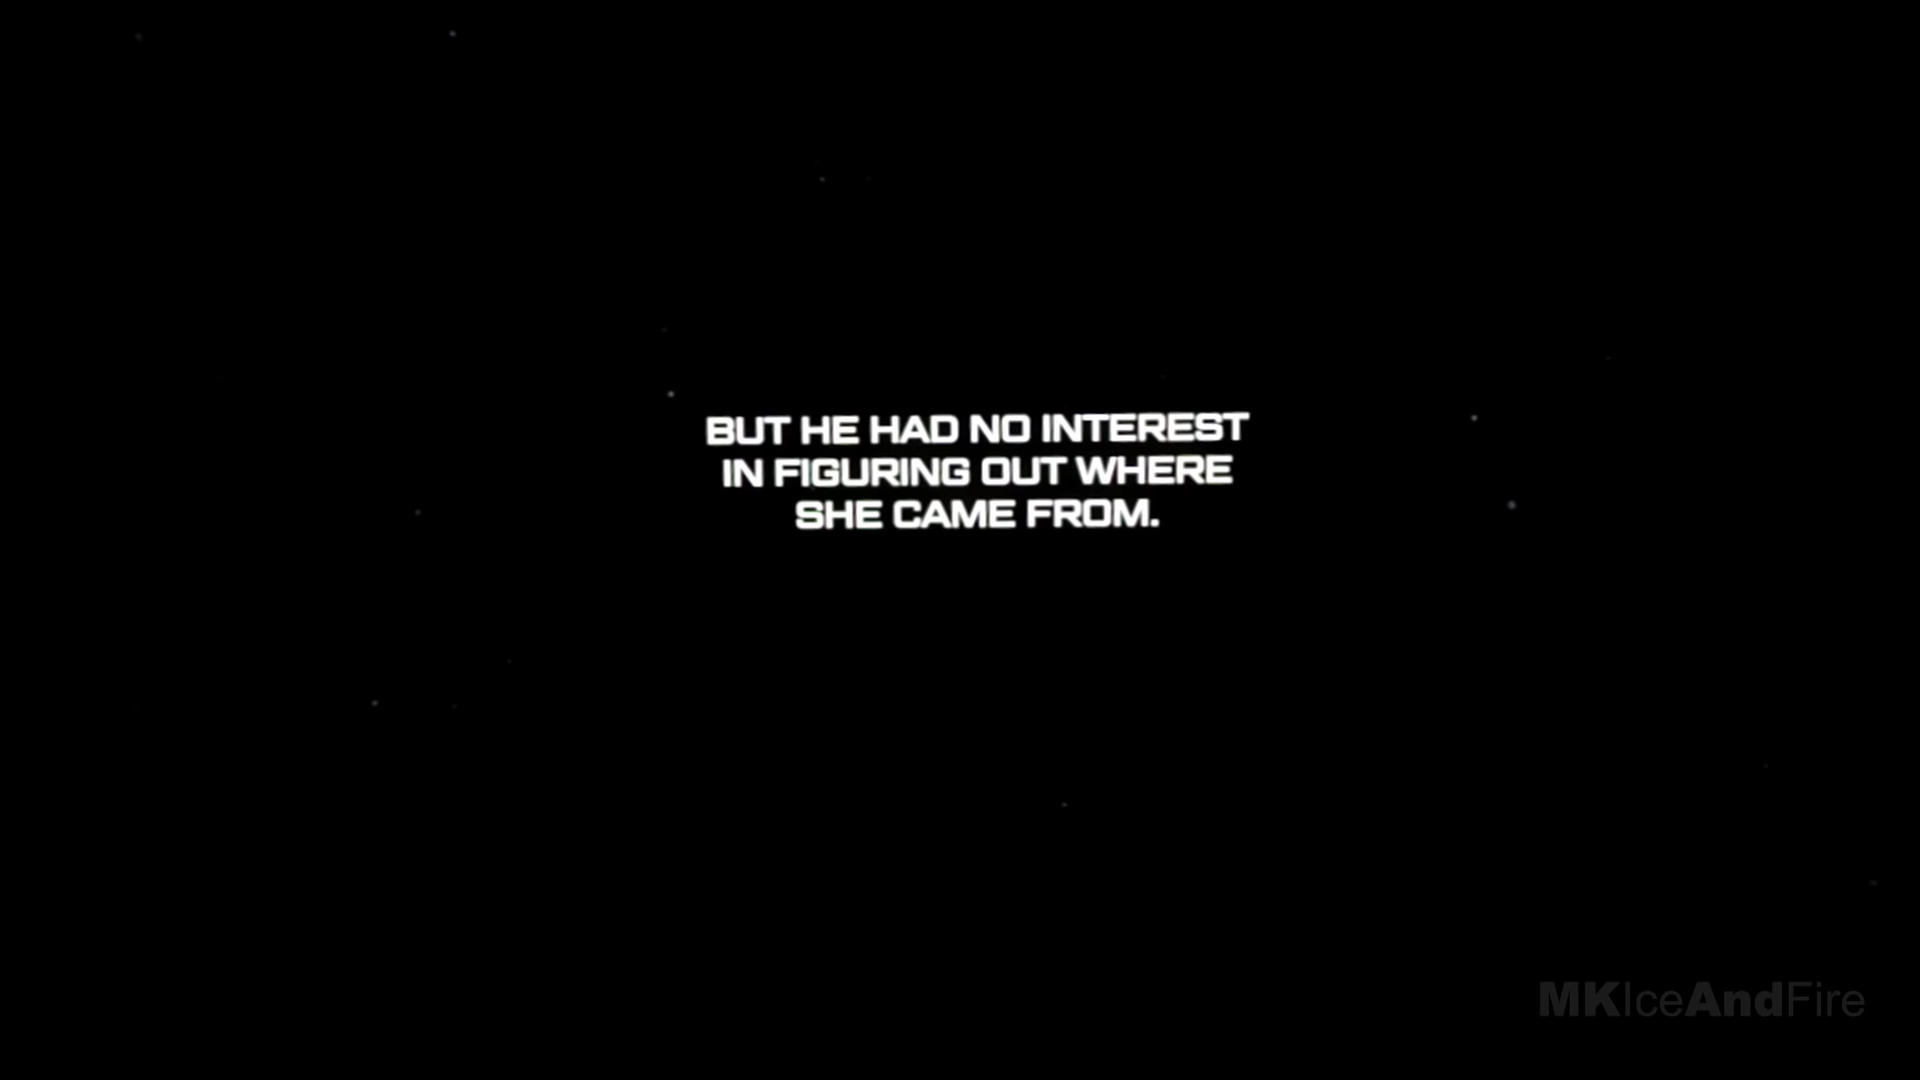 BUT HE HAD NO INTEREST
IN FIGURING OUT WHERE
SHE CAME FROM.
MKIceAndFire